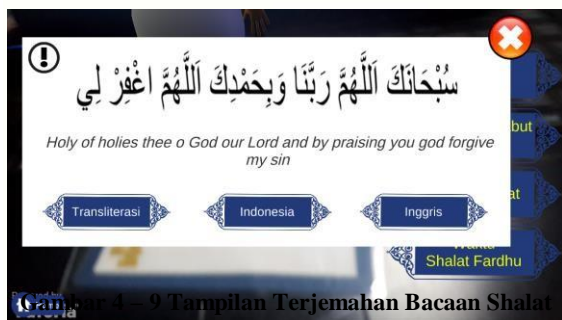 سُبْحَانَكَ اَللَّهُمَّ رَبَّنَا وَبِحَمْدِكَ اَللَّهُمَّ اغْفِرْ لِي
Holy of holies thee o God our Lord and by praising you god forgive
my sin
Transliterasi
Indonesia
Inggris
but
at
Shalat Fardhu
Gambar 4 – 9 Tampilan Terjemahan Bacaan Shalat